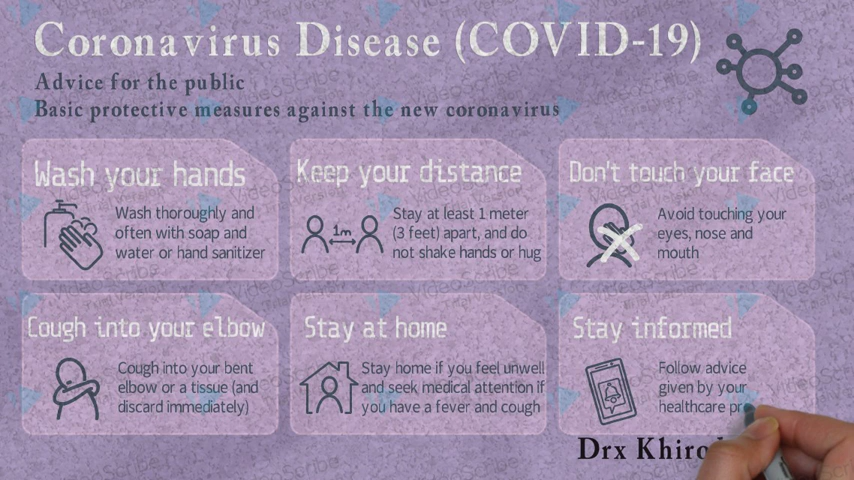 Coronavirus Disease (COVID-19)
Advice for the public
Basic protective measures against the new coronavirus
Wash your hands
Wash thoroughly and
often with soap and
water or hand sanitizer
Keep your distance
1m
Stay at least 1 meter
(3 feet) apart, and do
not shake hands or hug
Don't touch your face
Avoid touching your
eyes, nose and
mouth
Cough into your elbow
Cough into your bent
elbow or a tissue (and
discard immediately)
Stay at home
Stay home if you feel unwell
and seek medical attention if
you have a fever and cough
Stay informed
Follow advice
given by your
healthcare
Drx
VideoScribe